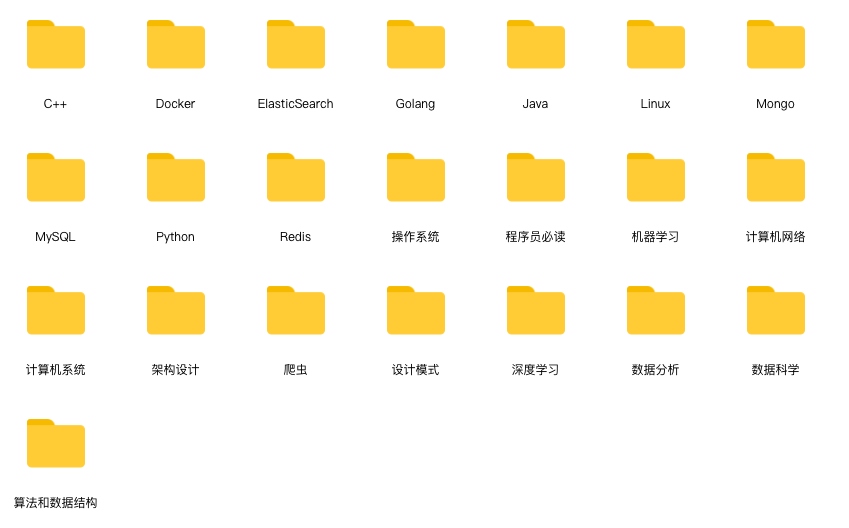 C++
Docker
ElasticSearch
Golang
Java
Linux
Mongo
MySQL
Python
Redis
操作系统
程序员必读
机器学习
计算机网络
计算机系统
架构设计
爬虫
设计模式
深度学习
数据分析
数据科学
算法和数据结构